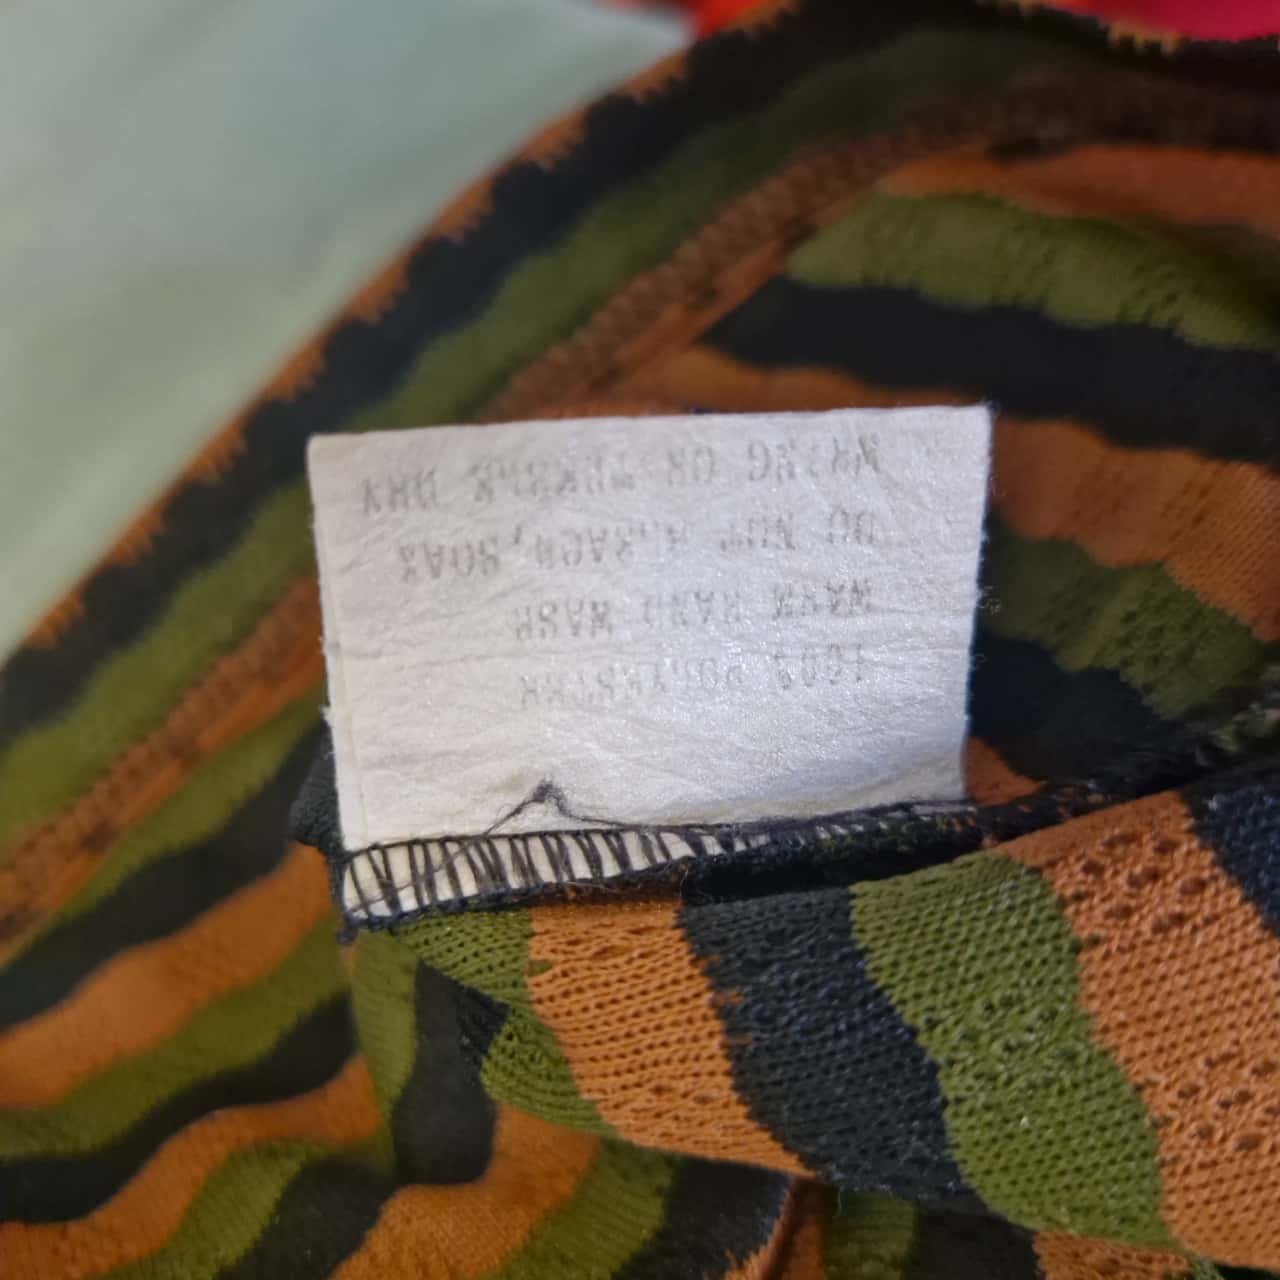 100% POLYESTER
WARM HAND WASH
DO NOT BLEACH, SOAK
WRING OR TUMBLE DRY